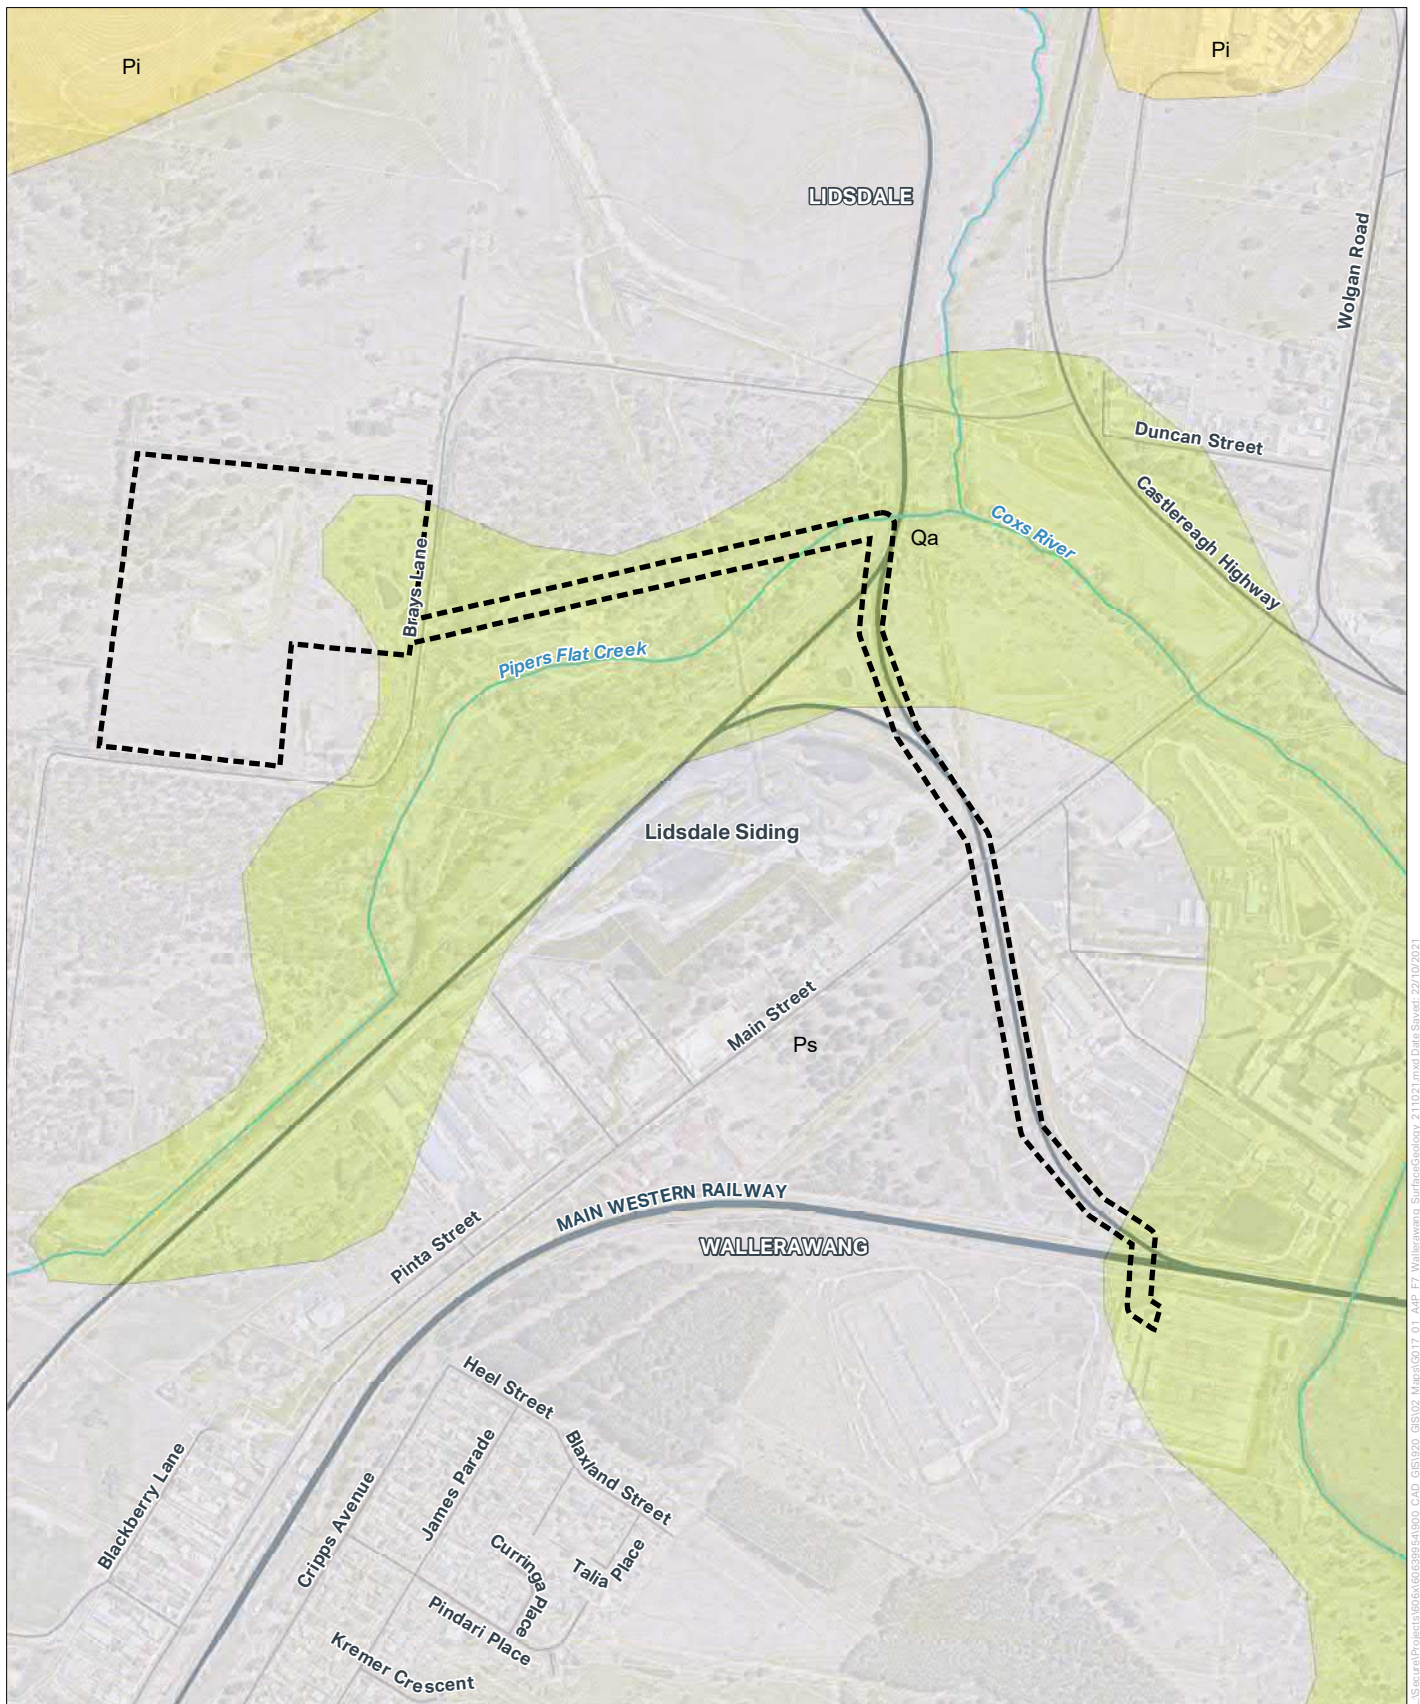 Pi
Pi
LIDSDALE
Wolgan Road
Duncan Street
Castlereagh Highway
Coxs River
Qa
Brays Lane
Pipers Flat Creek
Lidsdale Siding
Main Street
Ps
MAIN WESTERN RAILWAY
WALLERAWANG
Pinta Street
Heel Street
Blaxland Street
James Parade
Cripps Avenue
Blackberry Lane
Curringa Place
Talia Place
Pindari Place
Kremer Crescent